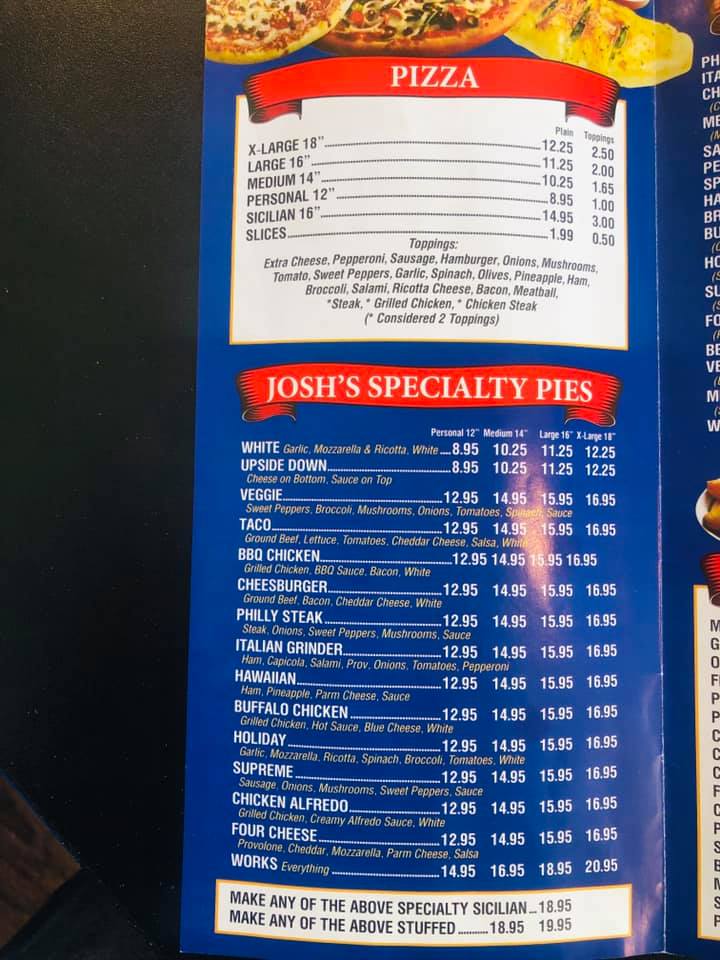 PIZZA
Plain Toppings
X-LARGE 18" 12.25 2.50
LARGE 16" 11.25 2.00
MEDIUM 14" 10.25 1.65
PERSONAL 12" 8.95 1.00
SICILIAN 16" 14.95 3.00
SLICES 1.99 0.50
Toppings:
Extra Cheese, Pepperoni, Sausage, Hamburger, Onions, Mushrooms,
Tomato, Sweet Peppers, Garlic, Spinach, Olives, Pineapple, Ham,
Broccoli, Salami, Ricotta Cheese, Bacon, Meatball,
*Steak, * Grilled Chicken, * Chicken Steak
(* Considered 2 Toppings)
JOSH'S SPECIALTY PIES
Personal 12" Medium 14" Large 16" X-Large 18"
WHITE Garlic, Mozzarella & Ricotta, White 8.95 10.25 11.25 12.25
UPSIDE DOWN 8.95 10.25 11.25 12.25
Cheese on Bottom, Sauce on Top
VEGGIE 12.95 14.95 15.95 16.95
Sweet Peppers, Broccoli, Mushrooms, Onions, Tomatoes, Spinach, Sauce
TACO 12.95 14.95 15.95 16.95
Ground Beef, Lettuce, Tomatoes, Cheddar Cheese, Salsa, White
BBQ CHICKEN 12.95 14.95 15.95 16.95
Grilled Chicken, BBQ Sauce, Bacon, White
CHEESBURGER 12.95 14.95 15.95 16.95
Ground Beef, Bacon, Cheddar Cheese, White
PHILLY STEAK 12.95 14.95 15.95 16.95
Steak, Onions, Sweet Peppers, Mushrooms, Sauce
ITALIAN GRINDER 12.95 14.95 15.95 16.95
Ham, Capicola, Salami, Prov, Onions, Tomatoes, Pepperoni
HAWAIIAN 12.95 14.95 15.95 16.95
Ham, Pineapple, Parm Cheese, Sauce
BUFFALO CHICKEN 12.95 14.95 15.95 16.95
Grilled Chicken, Hot Sauce, Blue Cheese, White
HOLIDAY 12.95 14.95 15.95 16.95
Garlic, Mozzarella, Ricotta, Spinach, Broccoli, Tomatoes, White
SUPREME 12.95 14.95 15.95 16.95
Sausage, Onions, Mushrooms, Sweet Peppers, Sauce
CHICKEN ALFREDO 12.95 14.95 15.95 16.95
Grilled Chicken, Creamy Alfredo Sauce, White
FOUR CHEESE 12.95 14.95 15.95 16.95
Provolone, Cheddar, Mozzarella, Parm Cheese, Salsa
WORKS Everything 14.95 16.95 18.95 20.95
MAKE ANY OF THE ABOVE SPECIALTY SICILIAN 18.95
MAKE ANY OF THE ABOVE STUFFED 18.95 19.95